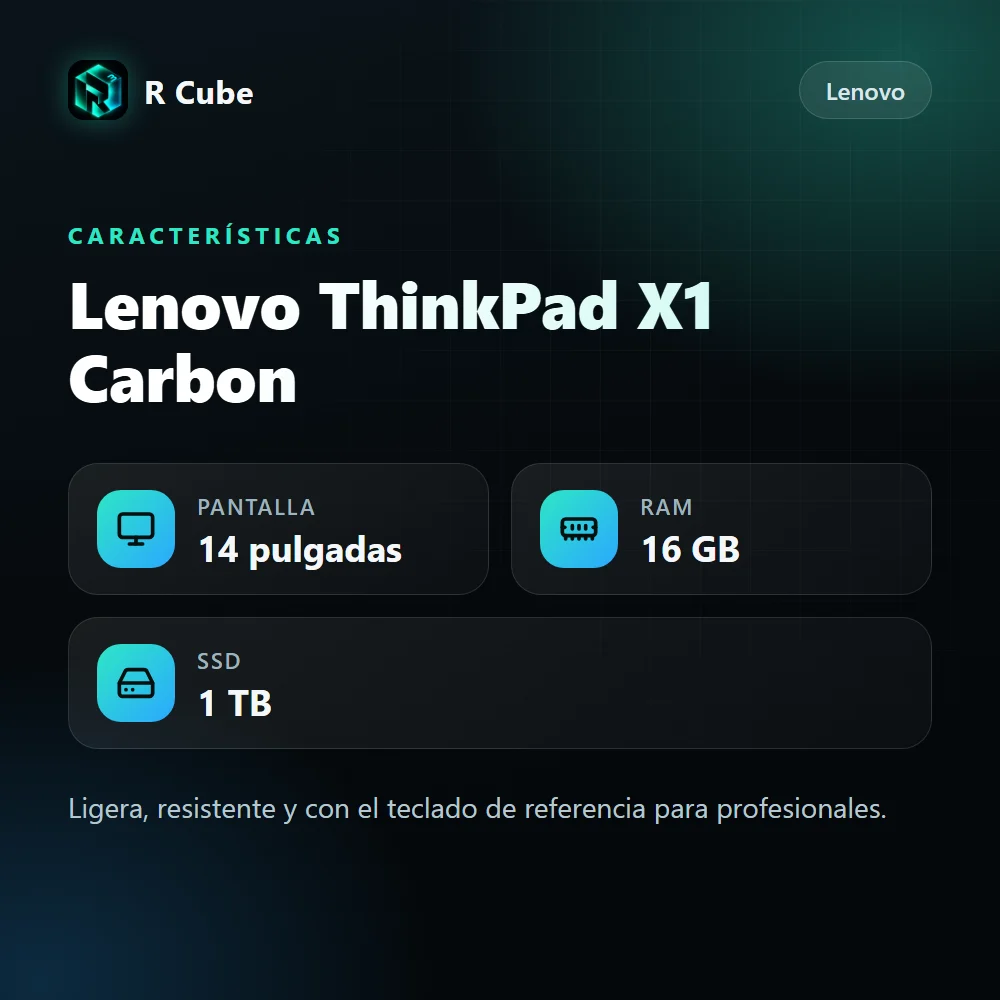 R Cube
Lenovo
CARACTERÍSTICAS
Lenovo ThinkPad X1
Carbon
PANTALLA
14 pulgadas
RAM
16 GB
SSD
1 TB
Ligera, resistente y con el teclado de referencia para profesionales.